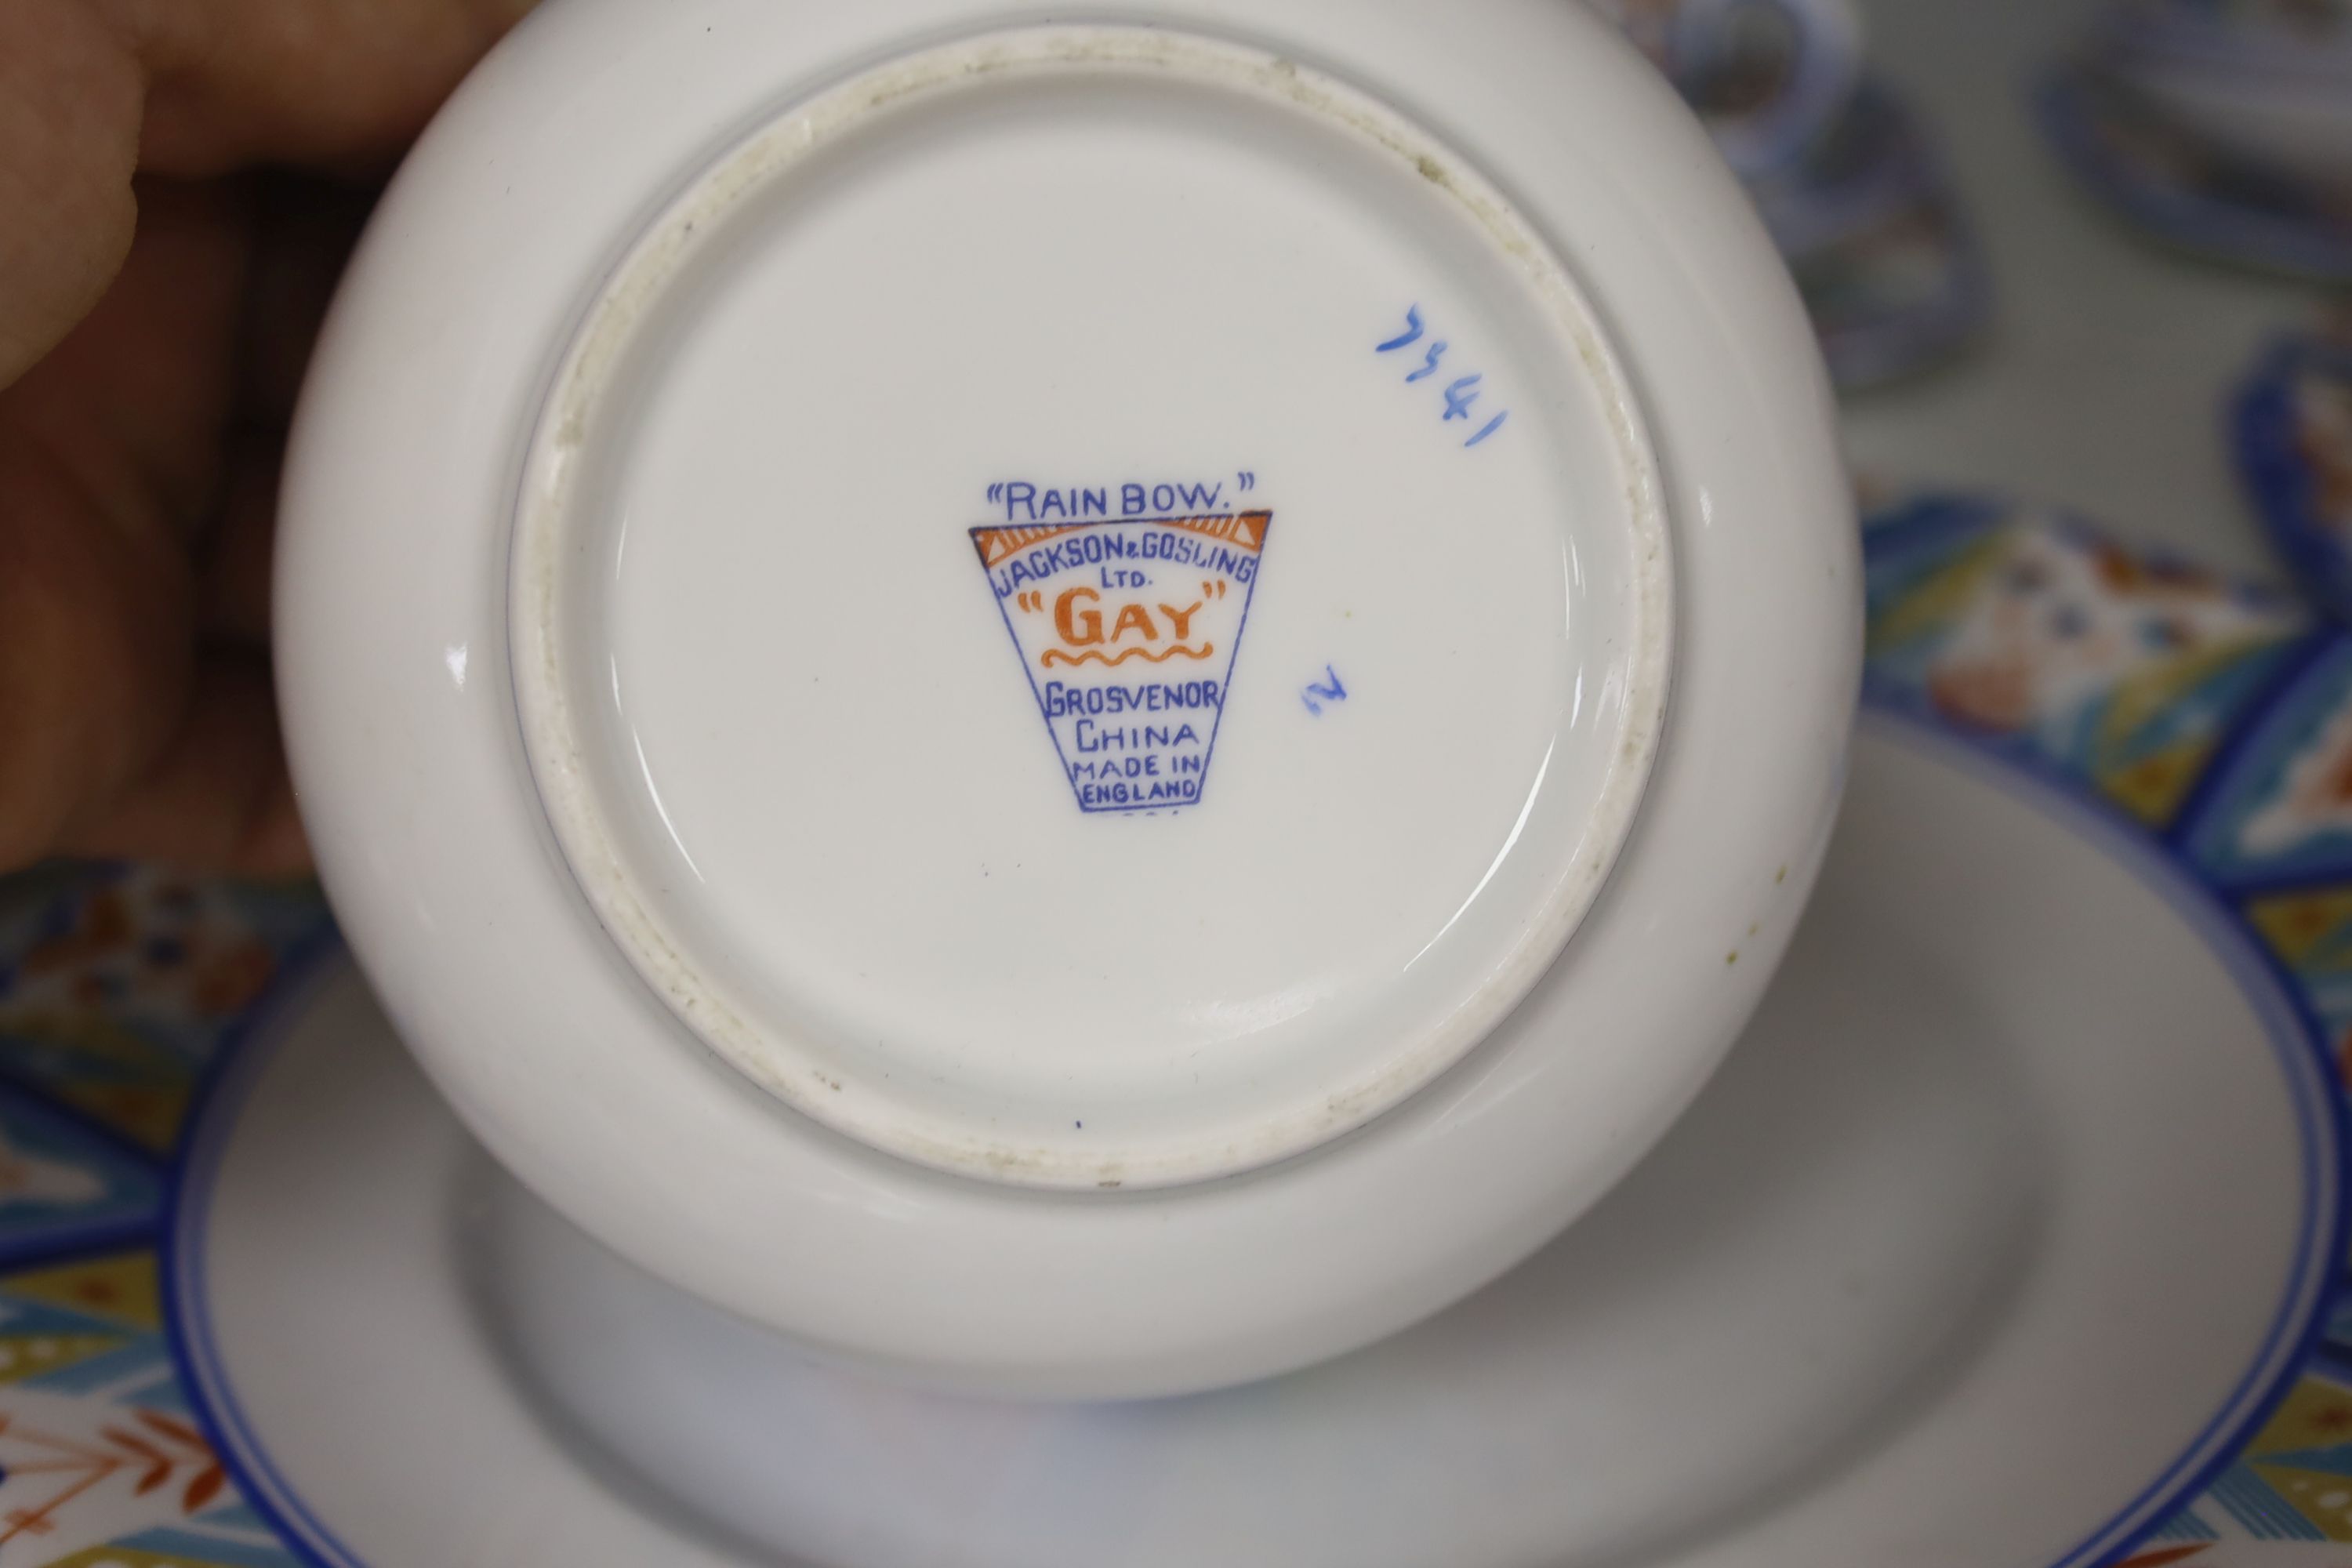 7341
"RAIN BOW."
JACKSON & GOSLING
LTD.
"GAY"
GROSVENOR
CHINA
MADE IN
ENGLAND